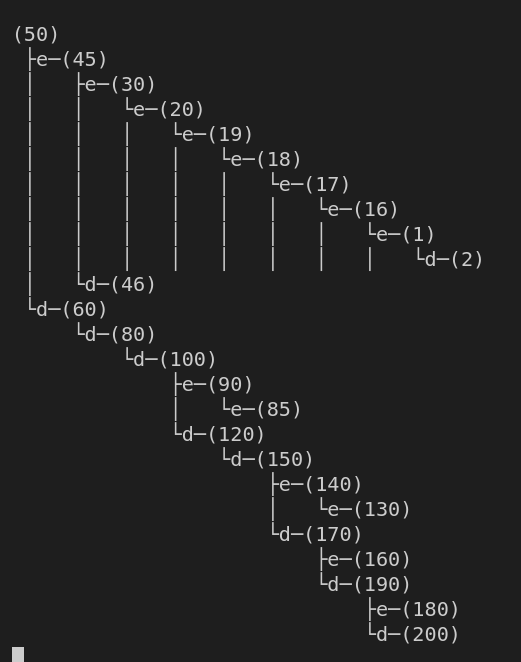 (50)
 ├e─(45)
 │   ├e─(30)
 │   │   └e─(20)
 │   │   │   └e─(19)
 │   │   │   │   └e─(18)
 │   │   │   │   │   └e─(17)
 │   │   │   │   │   │   └e─(16)
 │   │   │   │   │   │   │   └e─(1)
 │   │   │   │   │   │   │   │   └d─(2)
 │   └d─(46)
 └d─(60)
     └d─(80)
         └d─(100)
             ├e─(90)
             │   └e─(85)
             └d─(120)
                 └d─(150)
                     ├e─(140)
                     │   └e─(130)
                     └d─(170)
                         ├e─(160)
                         └d─(190)
                             ├e─(180)
                             └d─(200)